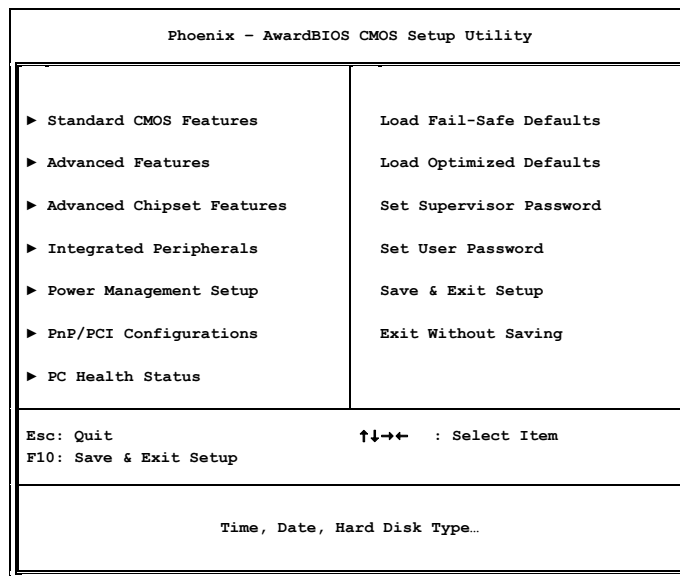 Phoenix – AwardBIOS CMOS Setup Utility
► Standard CMOS Features
► Advanced Features
► Advanced Chipset Features
► Integrated Peripherals
► Power Management Setup
► PnP/PCI Configurations
► PC Health Status
Load Fail-Safe Defaults
Load Optimized Defaults
Set Supervisor Password
Set User Password
Save & Exit Setup
Exit Without Saving
Esc: Quit
↑↓→← : Select Item
F10: Save & Exit Setup
Time, Date, Hard Disk Type…